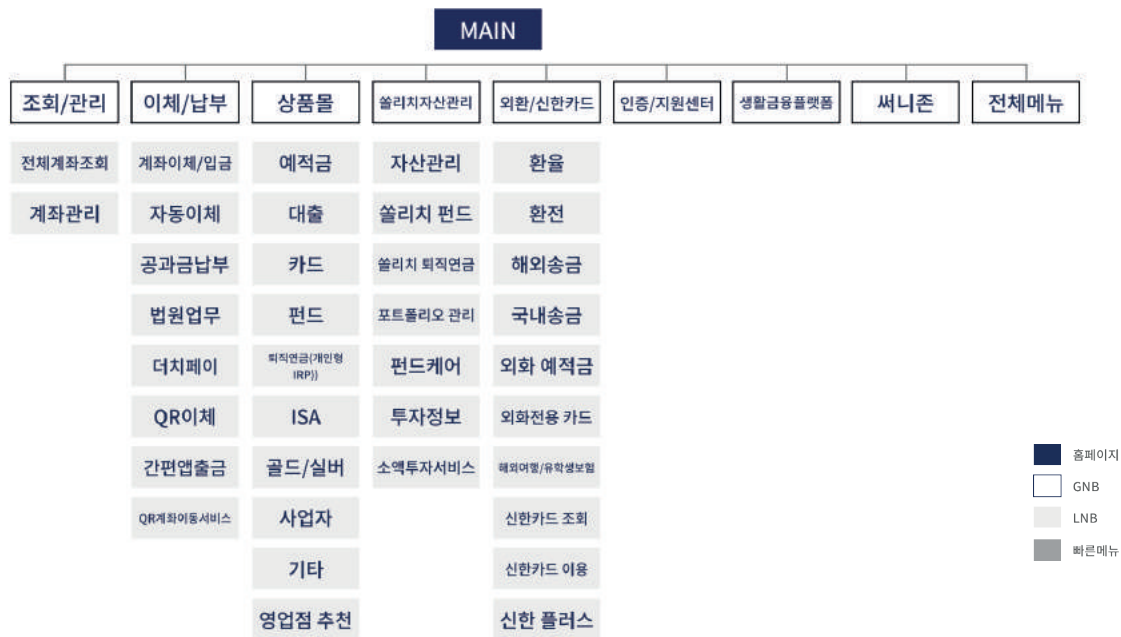 MAIN
조회/관리
전체계좌조회
계좌관리
이체/납부
계좌이체/입금
자동이체
공과금납부
법원업무
더치페이
QR이체
간편앱출금
QR계좌이동서비스
상품몰
예적금
대출
카드
펀드
퇴직연금(개인형
IRP))
ISA
골드/실버
사업자
기타
영업점 추천
쏠리치자산관리
자산관리
쏠리치 펀드
쏠리치 퇴직연금
포트폴리오 관리
펀드케어
투자정보
소액투자서비스
외환/신한카드
환율
환전
해외송금
국내송금
외화 예적금
외화전용 카드
해외여행/유학생보험
신한카드 조회
신한카드 이용
신한 플러스
인증/지원센터
생활금융플랫폼
써니존
전체메뉴
홈페이지
GNB
LNB
빠른메뉴